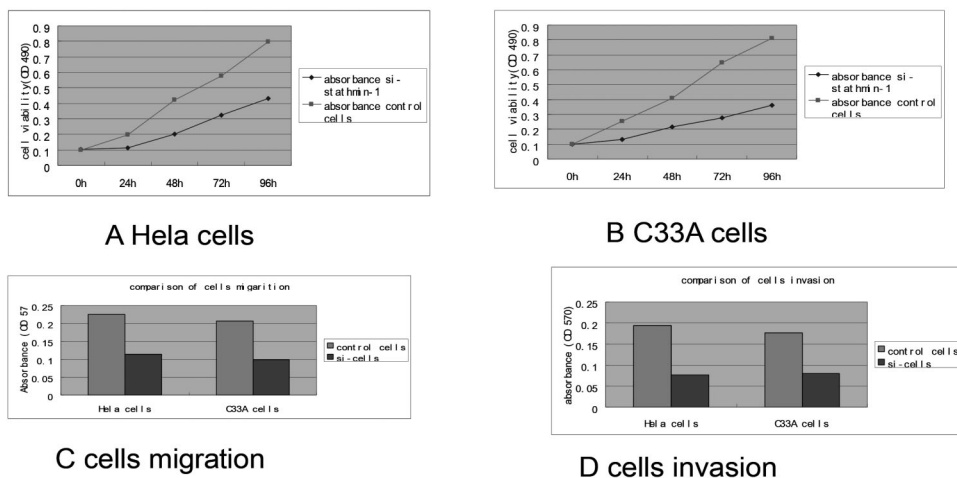 0. 9
0. 8
0. 7
0. 6
0. 5
0. 4
0. 3
0. 2
0. 1
0
cell viability(OD 490)
0h 24h 48h 72h 96h
absorbance si-
stathmin-1
absorbance control
cells
A Hela cells
0. 9
0. 8
0. 7
0. 6
0. 5
0. 4
0. 3
0. 2
0. 1
0
cell viability(OD 490)
0h 24h 48h 72h 96h
absorbance si-
stathmin-1
absorbance control
cells
B C33A cells
comparison of cells migarition
0. 25
0. 2
0. 15
0. 1
0. 05
0
Absorbance (OD 57
Hela cells C33A cells
control cells
si-cells
C cells migration
comparison of cells invasion
0. 25
0. 2
0. 15
0. 1
0. 05
0
absorbance (OD 570)
Hela cells C33A cells
control cells
si-cells
D cells invasion